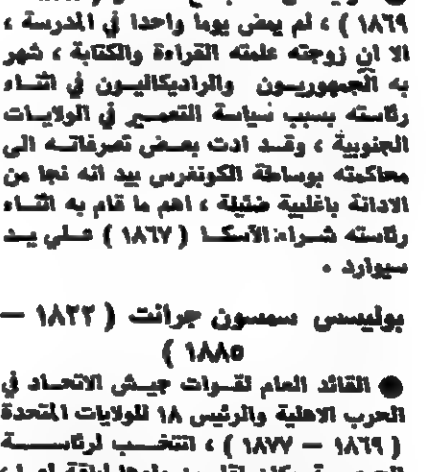 ١٨٦٩ ) ، لم يمض يوما واحدا في المدرسة ،
الا ان زوجته علمته القراءة والكتابة ، شهر
به الجمهوريون والراديكاليون في اثناء
رئاسته بسبب سياسة التعمير في الولايات
الجنوبية ، وقد ادت بعض تصرفاته الى
محاكمته بوساطة الكونغرس بيد انه نجا من
الادانة باغلبية ضئيلة ، اهم ما قام به اثناء
رئاسته شراء الآسكا ( ١٨٦٧ ) على يد
سيوارد .
يوليسس سمسون جرانت ( ١٨٢٢ —
١٨٨٥ )
● القائد العام لقوات جيش الاتحاد في
الحرب الاهلية والرئيس ١٨ للولايات المتحدة
( ١٨٦٩ — ١٨٧٧ ) ، انتخب لرئاسة